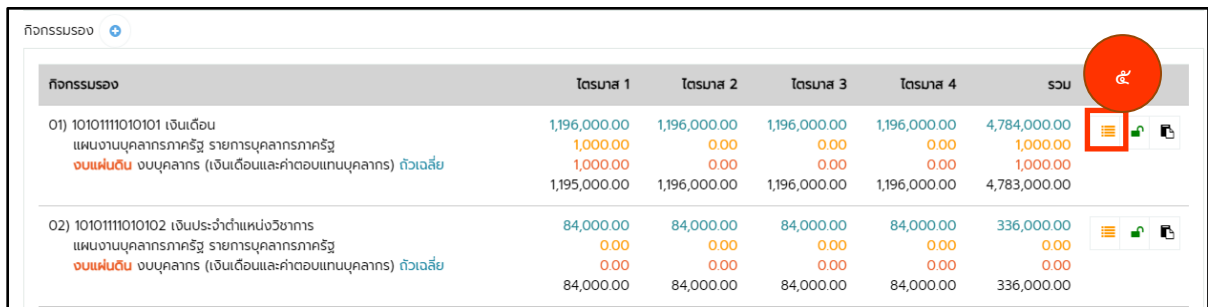 กิจกรรมรอง
กิจกรรมรอง ไตรมาส 1 ไตรมาส 2 ไตรมาส 3 ไตรมาส 4 รวม ๕
01) 10101111010101 เงินเดือน 1,196,000.00 1,196,000.00 1,196,000.00 1,196,000.00 4,784,000.00
แผนงานบุคลากรภาครัฐ รายการบุคลากรภาครัฐ 1,000.00 0.00 0.00 0.00 1,000.00
งบแผ่นดิน งบบุคลากร (เงินเดือนและค่าตอบแทนบุคลากร) ถัวเฉลี่ย 1,000.00 0.00 0.00 0.00 1,000.00
1,195,000.00 1,196,000.00 1,196,000.00 1,196,000.00 4,783,000.00
02) 10101111010102 เงินประจำตำแหน่งวิชาการ 84,000.00 84,000.00 84,000.00 84,000.00 336,000.00
แผนงานบุคลากรภาครัฐ รายการบุคลากรภาครัฐ 0.00 0.00 0.00 0.00 0.00
งบแผ่นดิน งบบุคลากร (เงินเดือนและค่าตอบแทนบุคลากร) ถัวเฉลี่ย 0.00 0.00 0.00 0.00 0.00
84,000.00 84,000.00 84,000.00 84,000.00 336,000.00